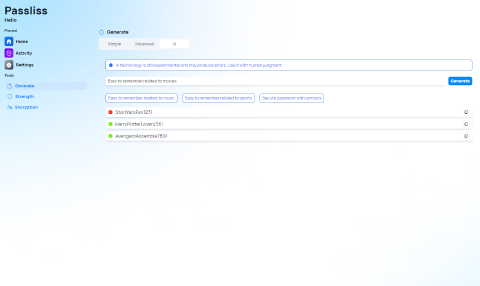 Passliss
Hello
Pinned
Home
Activity
Settings
Tools
Generate
Strength
Encryption
Generate
Simple Advanced AI
AI technology is still experimental and may produce errors. Use it with human judgment.
Easy to remember related to movies Generate
Easy to remember related to music Easy to remember related to sports Secure password with symbols
StarWarsFan123!
HarryPotterLover456!
AvengersAssemble789!